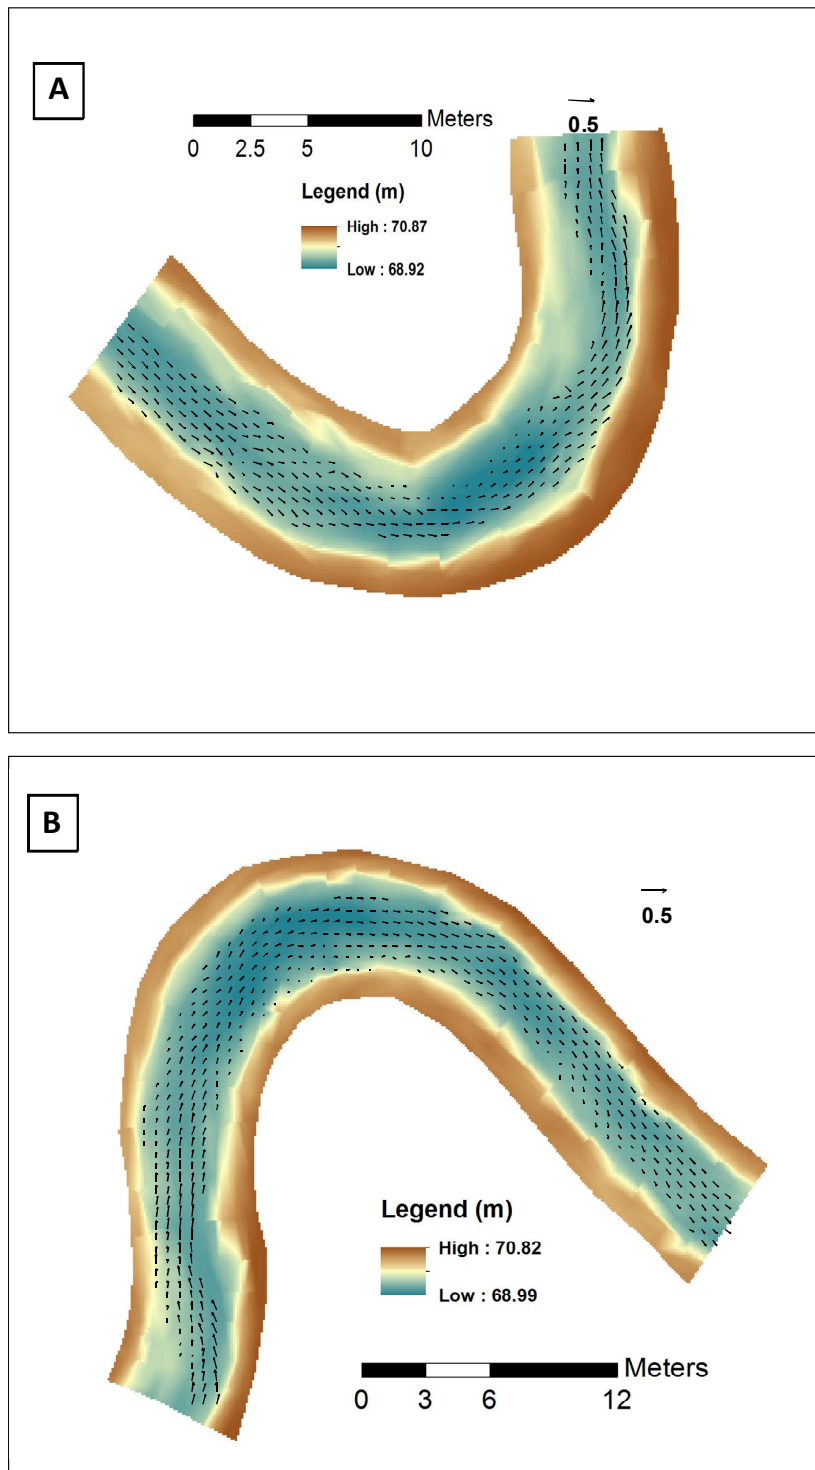 A
0.5
Meters
0 2.5 5 10
Legend (m)
High : 70.87
Low : 68.92
B
0.5
Legend (m)
High : 70.82
Low : 68.99
Meters
0 3 6 12